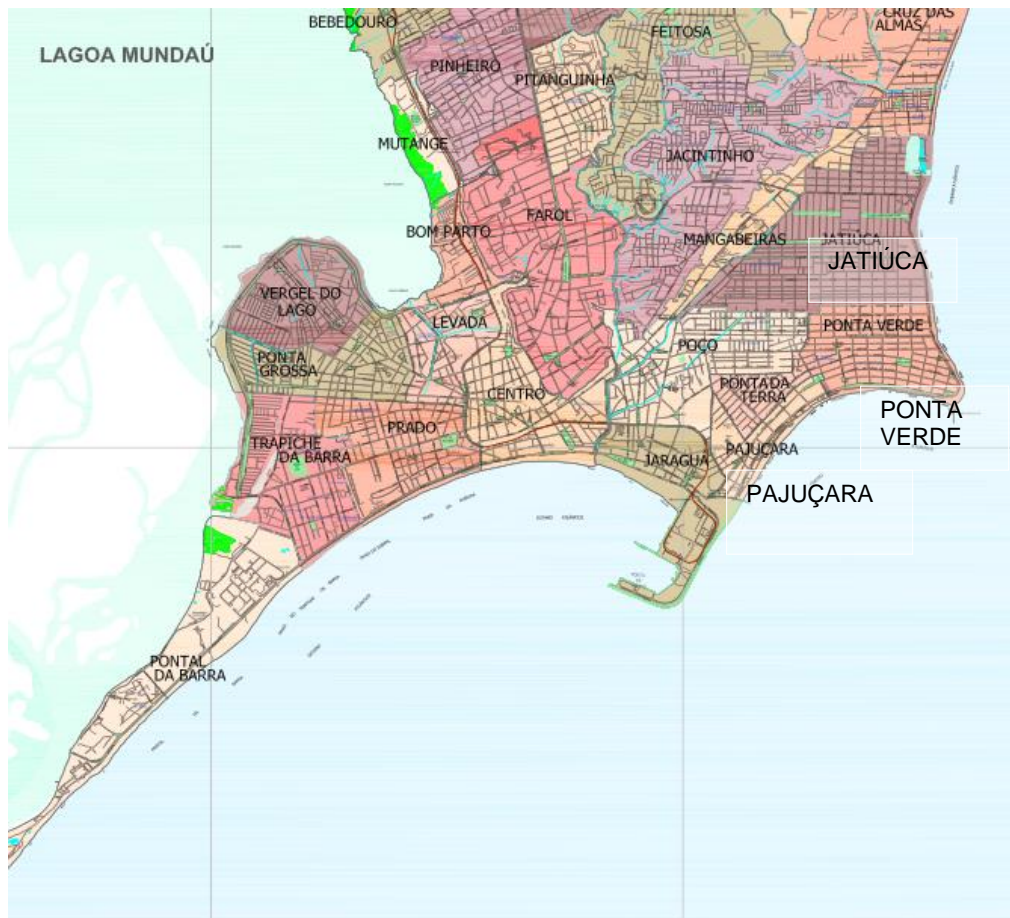 BEBEDOURO
CRUZ DAS
ALMAS
FEITOSA
LAGOA MUNDAÚ
PINHEIRO
PITANGUINHA
MUTANGE
JACINTINHO
FAROL
BOM PARTO
MANGABEIRAS
JATIÚCA
JATIÚCA
VERGEL DO
LAGO
LEVADA
PONTA VERDE
POÇO
PONTA
GROSSA
PONTA DA
TERRA
CENTRO
PONTA
VERDE
PRADO
TRAPICHE
DA BARRA
PAJUÇARA
JARAGUA
PAJUÇARA
PONTAL
DA BARRA